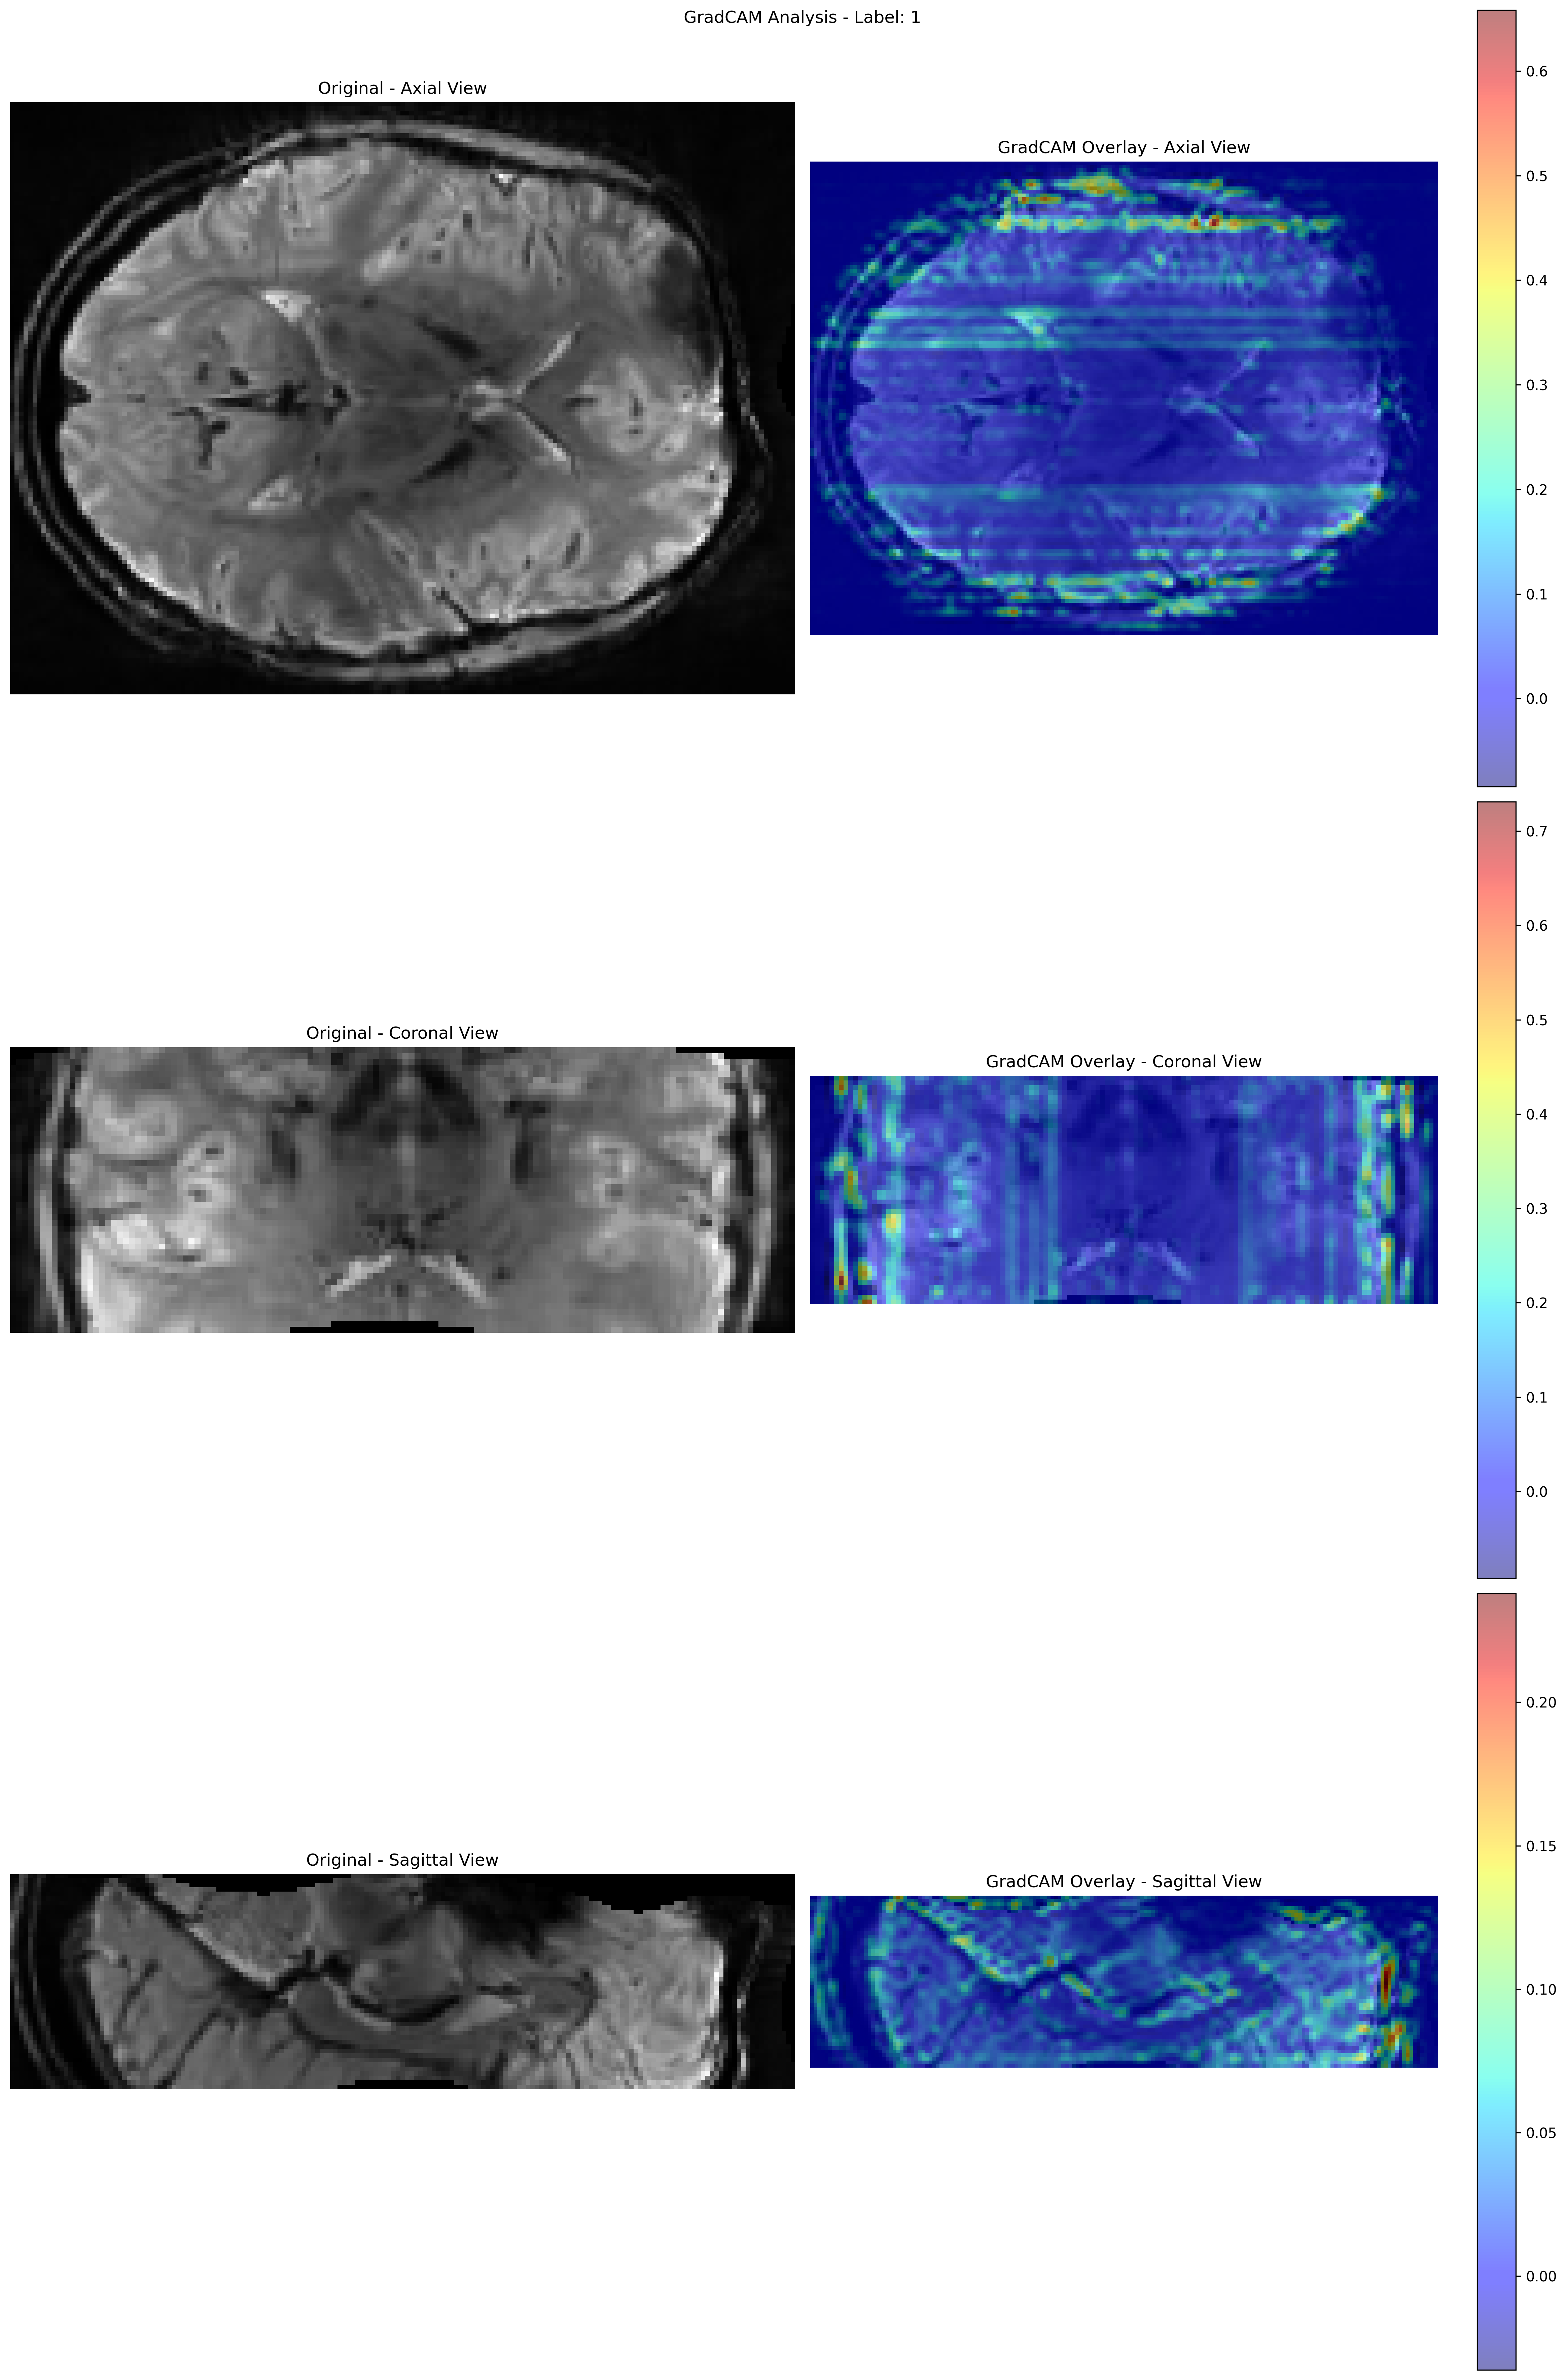 GradCAM Analysis - Label: 1
Original - Axial View
GradCAM Overlay - Axial View
0.6
0.5
0.4
0.3
0.2
0.1
0.0
Original - Coronal View
GradCAM Overlay - Coronal View
0.7
0.6
0.5
0.4
0.3
0.2
0.1
0.0
Original - Sagittal View
GradCAM Overlay - Sagittal View
0.20
0.15
0.10
0.05
0.00